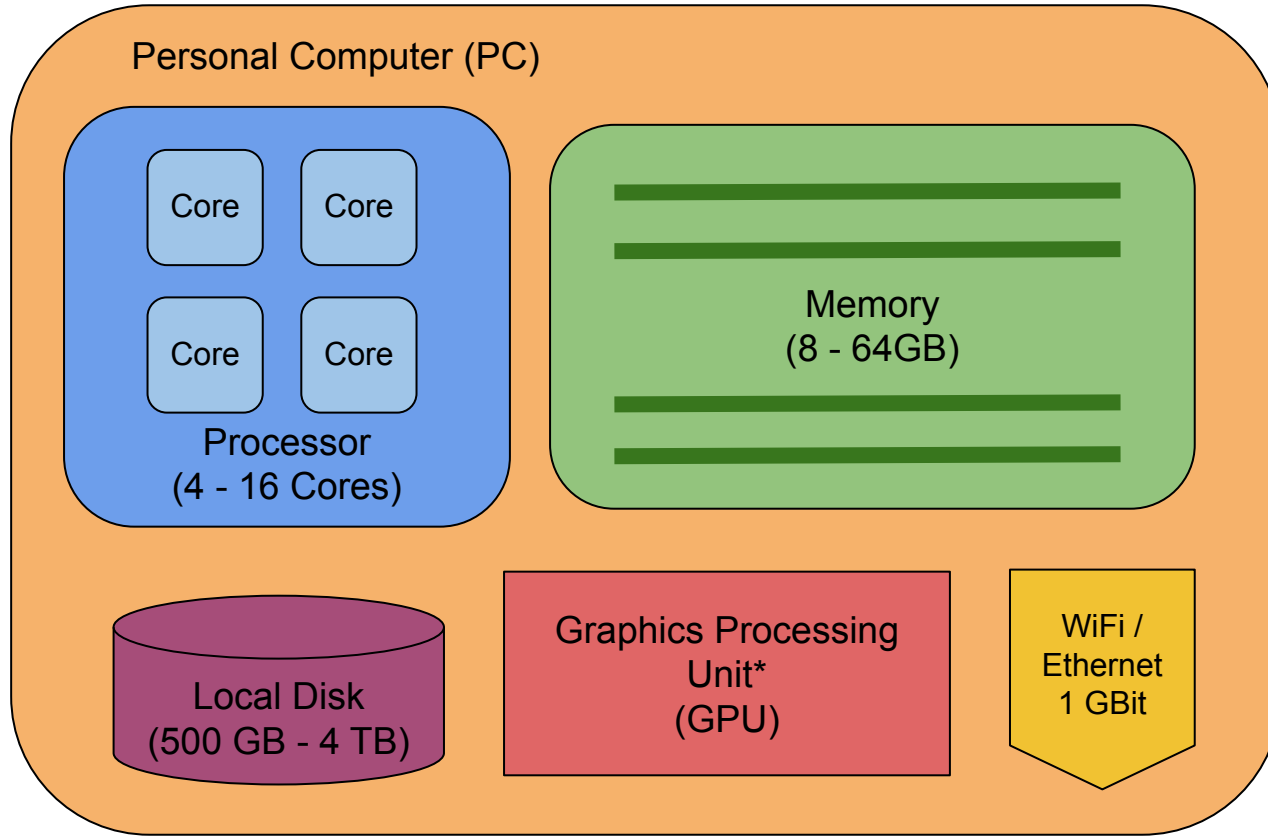 Personal Computer (PC)
Core
Core
Core
Core
Processor
(4 - 16 Cores)
Memory
(8 - 64GB)
Local Disk
(500 GB - 4 TB)
Graphics Processing
Unit*
(GPU)
WiFi /
Ethernet
1 GBit